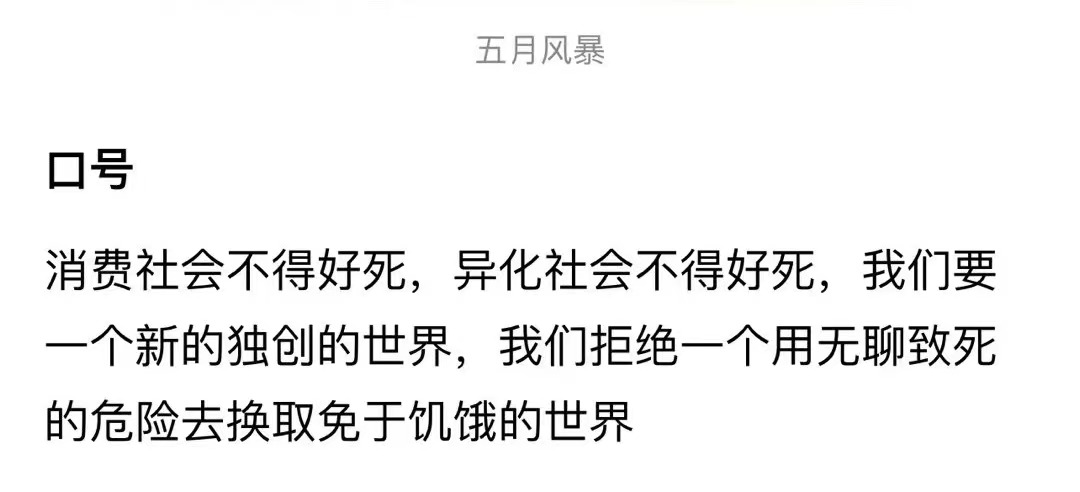 五月风暴
口号
消费社会不得好死，异化社会不得好死，我们要
一个新的独创的世界，我们拒绝一个用无聊致死
的危险去换取免于饥饿的世界